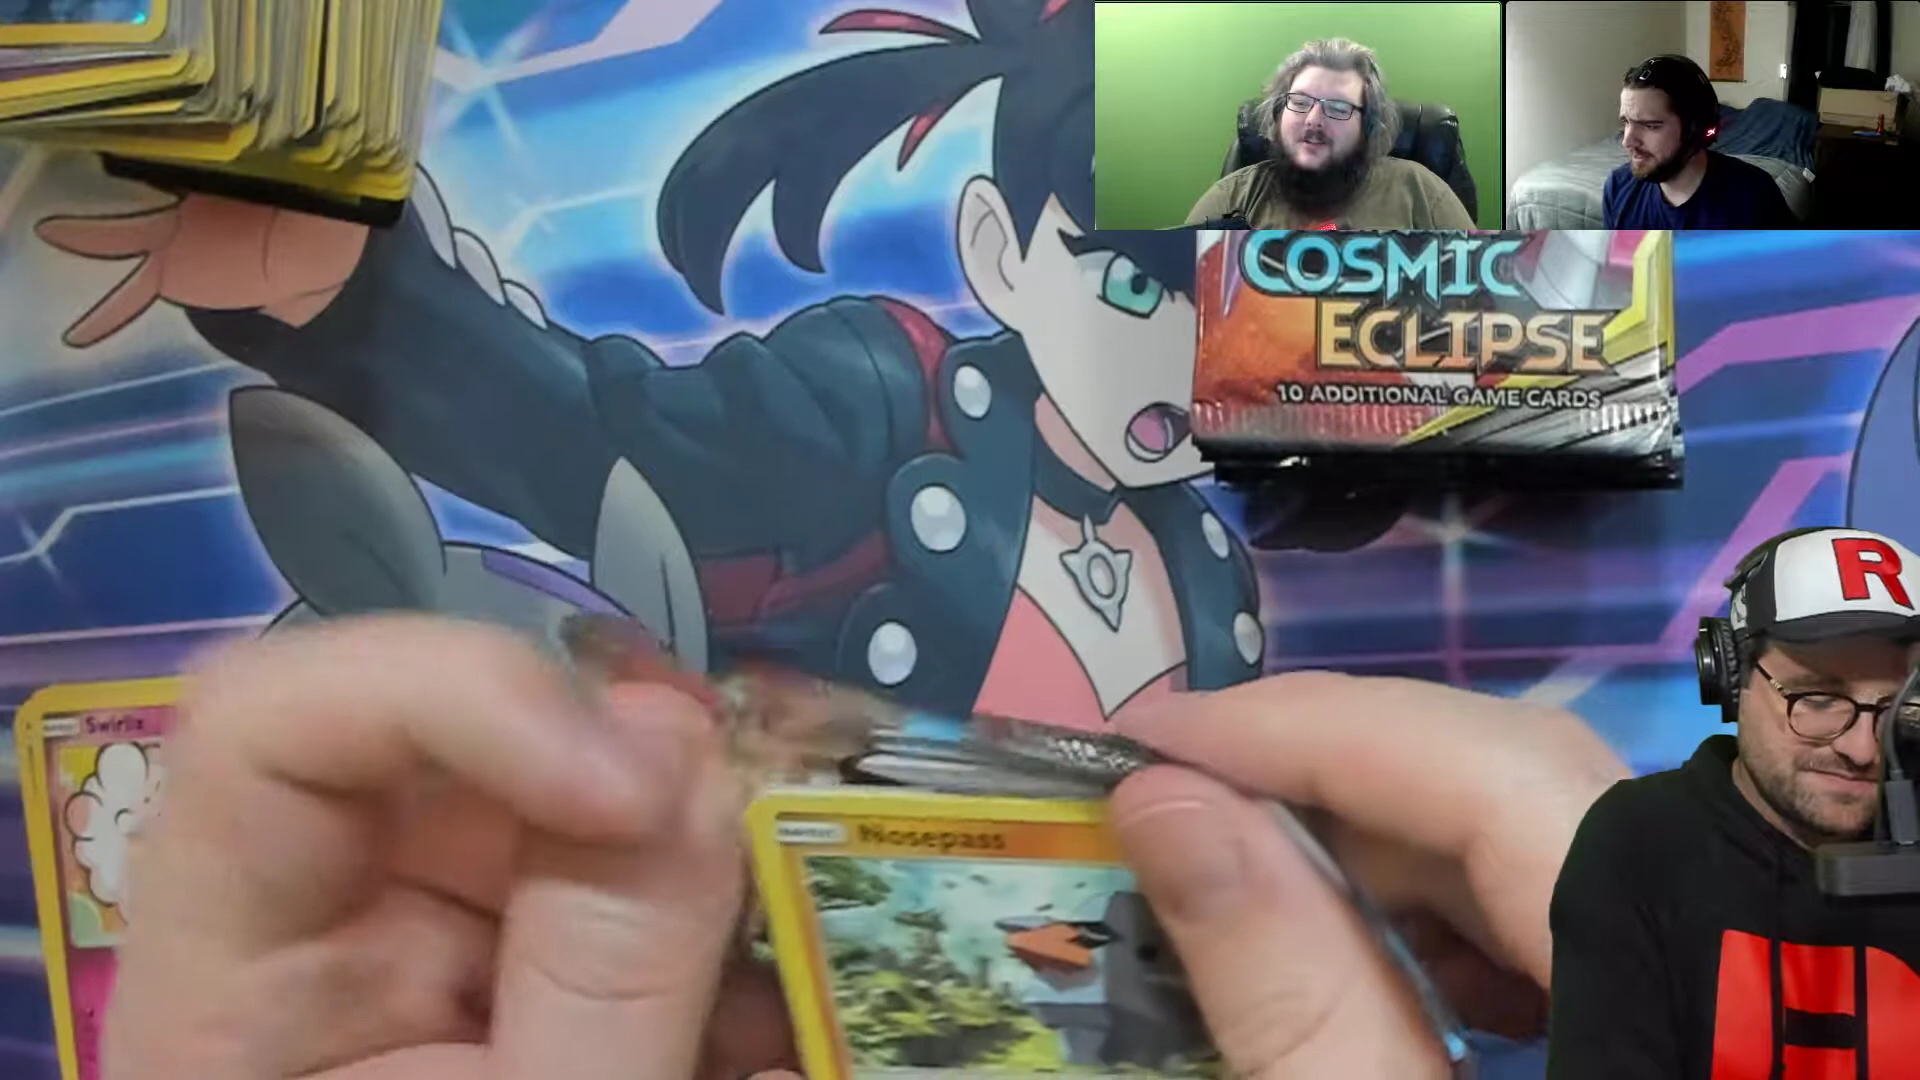 COSMIC
ECLIPSE
10 ADDITIONAL GAME CARDS
R
Swirlix
Nosepass
R